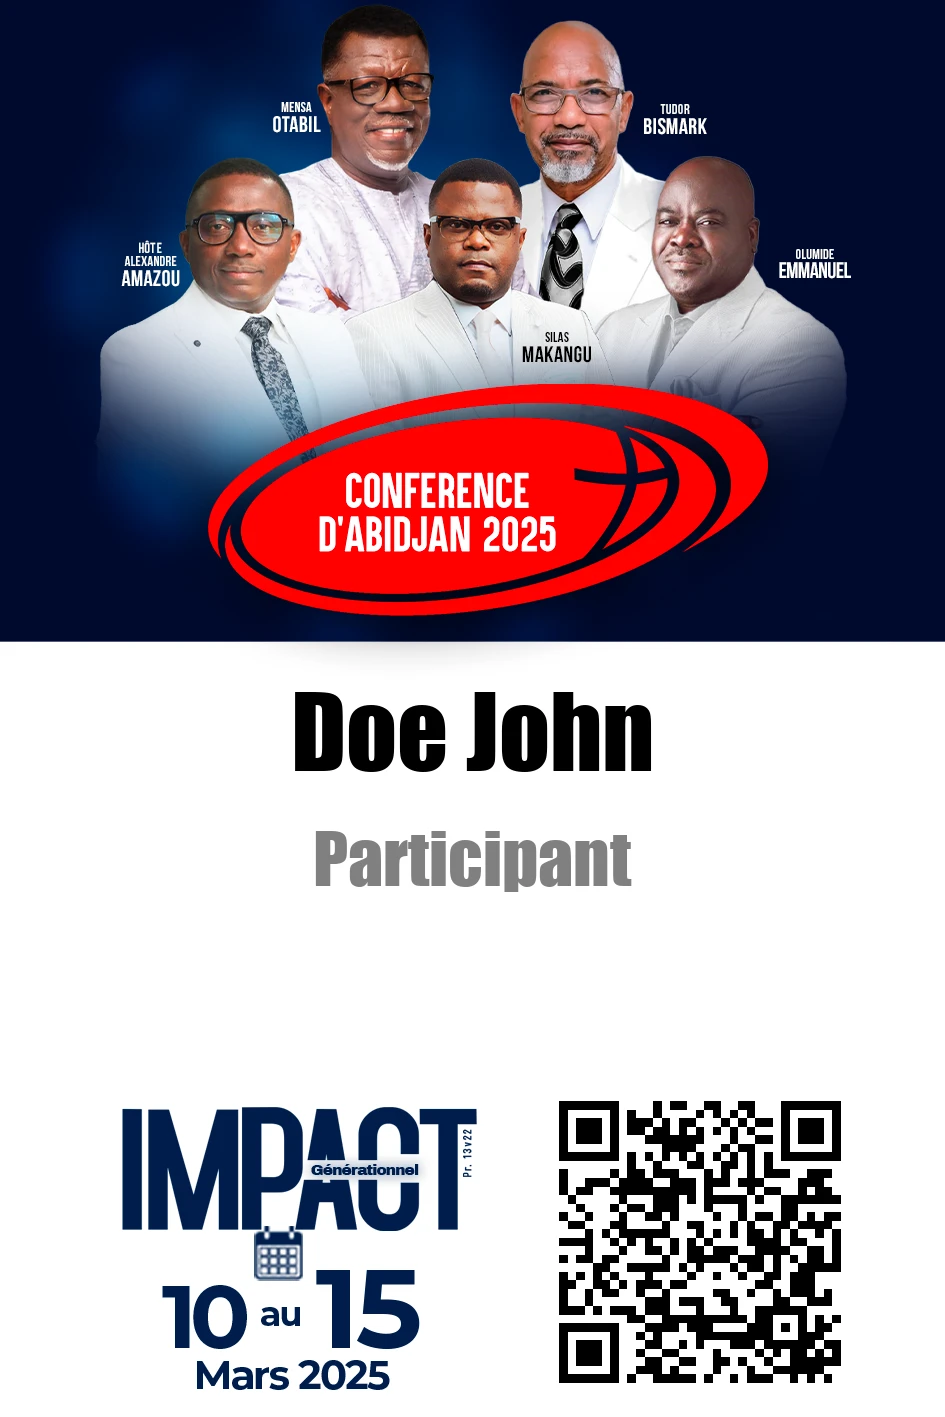 MENSA
OTABIL
TUDOR
BISMARK
HÔTE
ALEXANDRE
AMAZOU
OLUMIDE
EMMANUEL
SILAS
MAKANGU
CONFERENCE
D'ABIDJAN 2025
Doe John
Participant
IMPACT
Générationnel
Pr. 13v22
10 au 15
Mars 2025